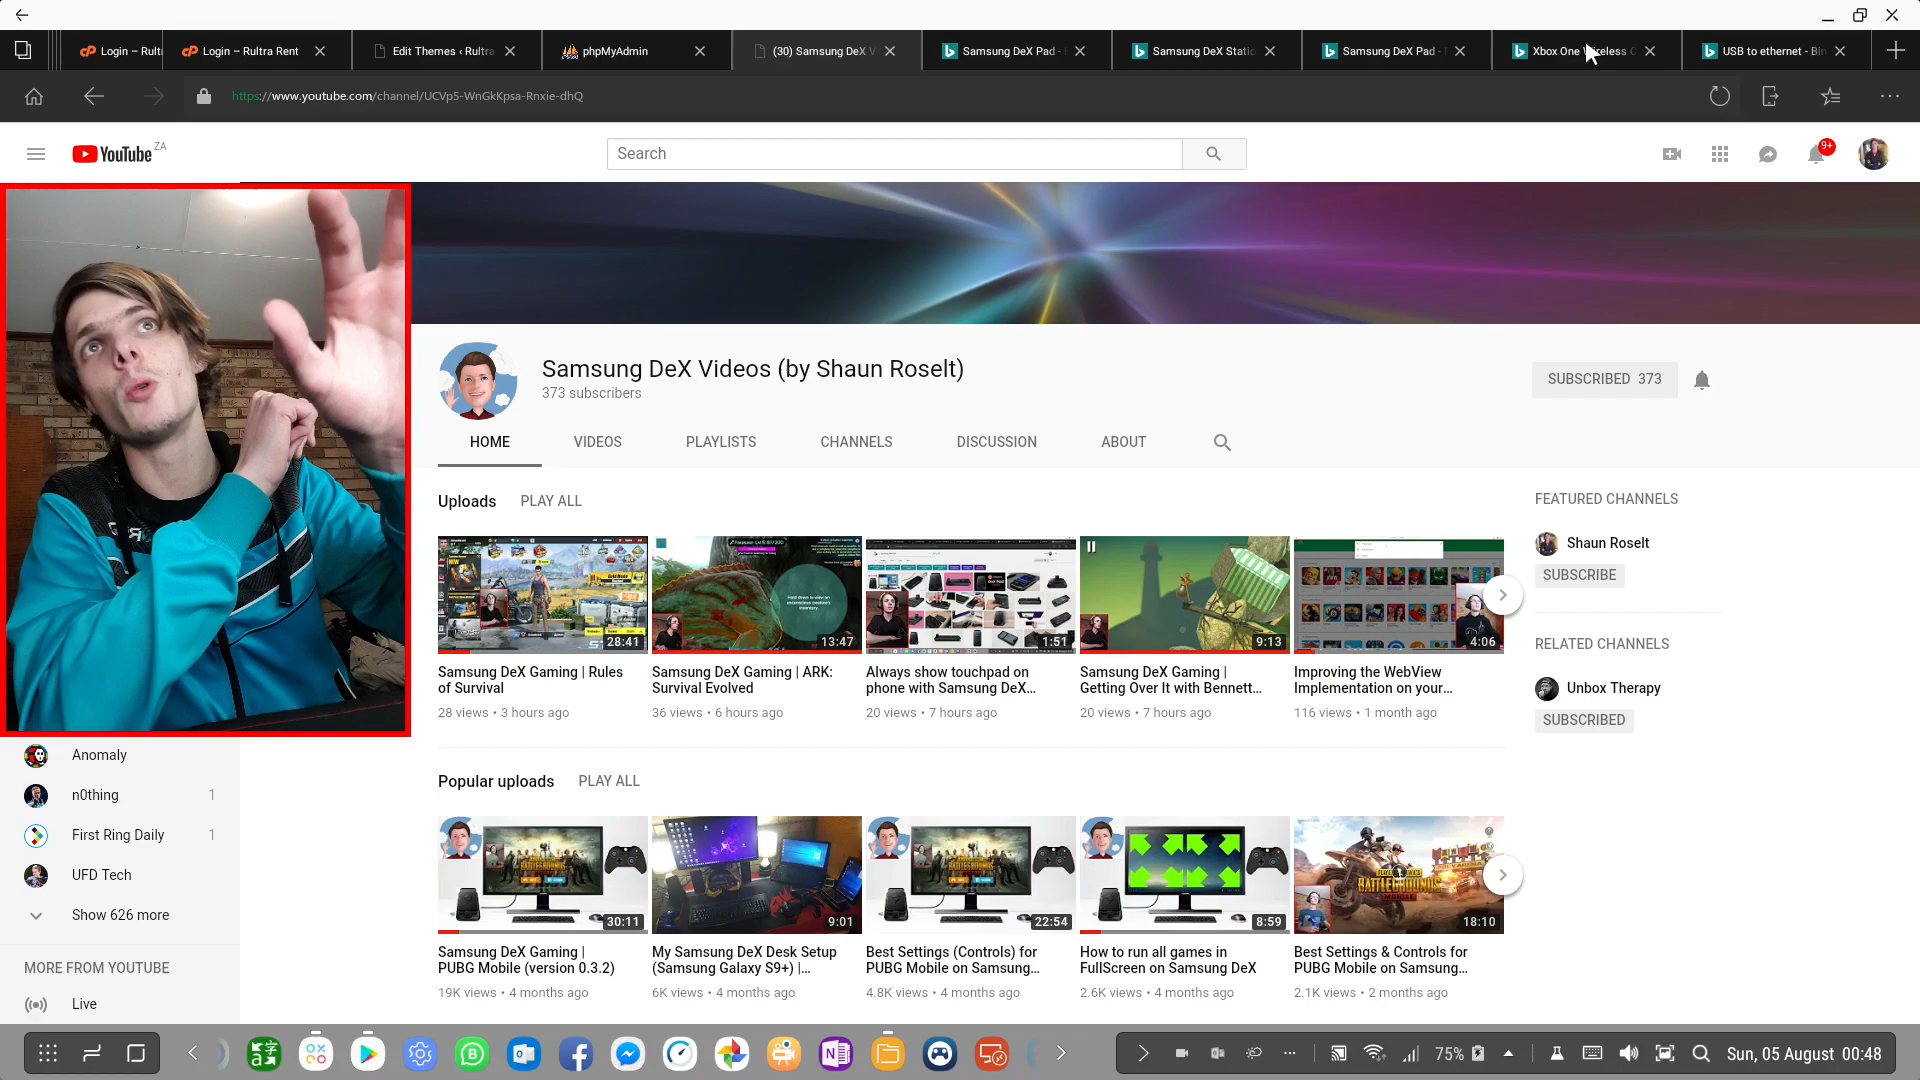 Login – Rult
Login – Rultra Rent
Edit Themes ‹ Rultra
phpMyAdmin
(30) Samsung DeX V
Samsung DeX Pad -
Samsung DeX Statio
Samsung DeX Pad -
Xbox One Wireless C
USB to ethernet - Bin
https://www.youtube.com/channel/UCVp5-WnGkKpsa-Rnxie-dhQ
YouTube ZA
Search
9+
Samsung DeX Videos (by Shaun Roselt)
373 subscribers
SUBSCRIBED 373
HOME
VIDEOS
PLAYLISTS
CHANNELS
DISCUSSION
ABOUT
Uploads PLAY ALL
28:41
13:47
1:51
9:13
4:06
Samsung DeX Gaming | Rules
of Survival
28 views • 3 hours ago
Samsung DeX Gaming | ARK:
Survival Evolved
36 views • 6 hours ago
Always show touchpad on
phone with Samsung DeX...
20 views • 7 hours ago
Samsung DeX Gaming |
Getting Over It with Bennett...
20 views • 7 hours ago
Improving the WebView
Implementation on your...
116 views • 1 month ago
FEATURED CHANNELS
Shaun Roselt
SUBSCRIBE
RELATED CHANNELS
Unbox Therapy
SUBSCRIBED
Popular uploads PLAY ALL
BATTLEGROUNDS
30:11
9:01
BATTLEGROUNDS
22:54
8:59
BATTLEGROUNDS
18:10
Samsung DeX Gaming |
PUBG Mobile (version 0.3.2)
19K views • 4 months ago
My Samsung DeX Desk Setup
(Samsung Galaxy S9+) |...
6K views • 4 months ago
Best Settings (Controls) for
PUBG Mobile on Samsung...
4.8K views • 4 months ago
How to run all games in
FullScreen on Samsung DeX
2.6K views • 4 months ago
Best Settings & Controls for
PUBG Mobile on Samsung...
2.1K views • 2 months ago
Anomaly
n0thing 1
First Ring Daily 1
UFD Tech
Show 626 more
MORE FROM YOUTUBE
Live
75%
Sun, 05 August 00:48